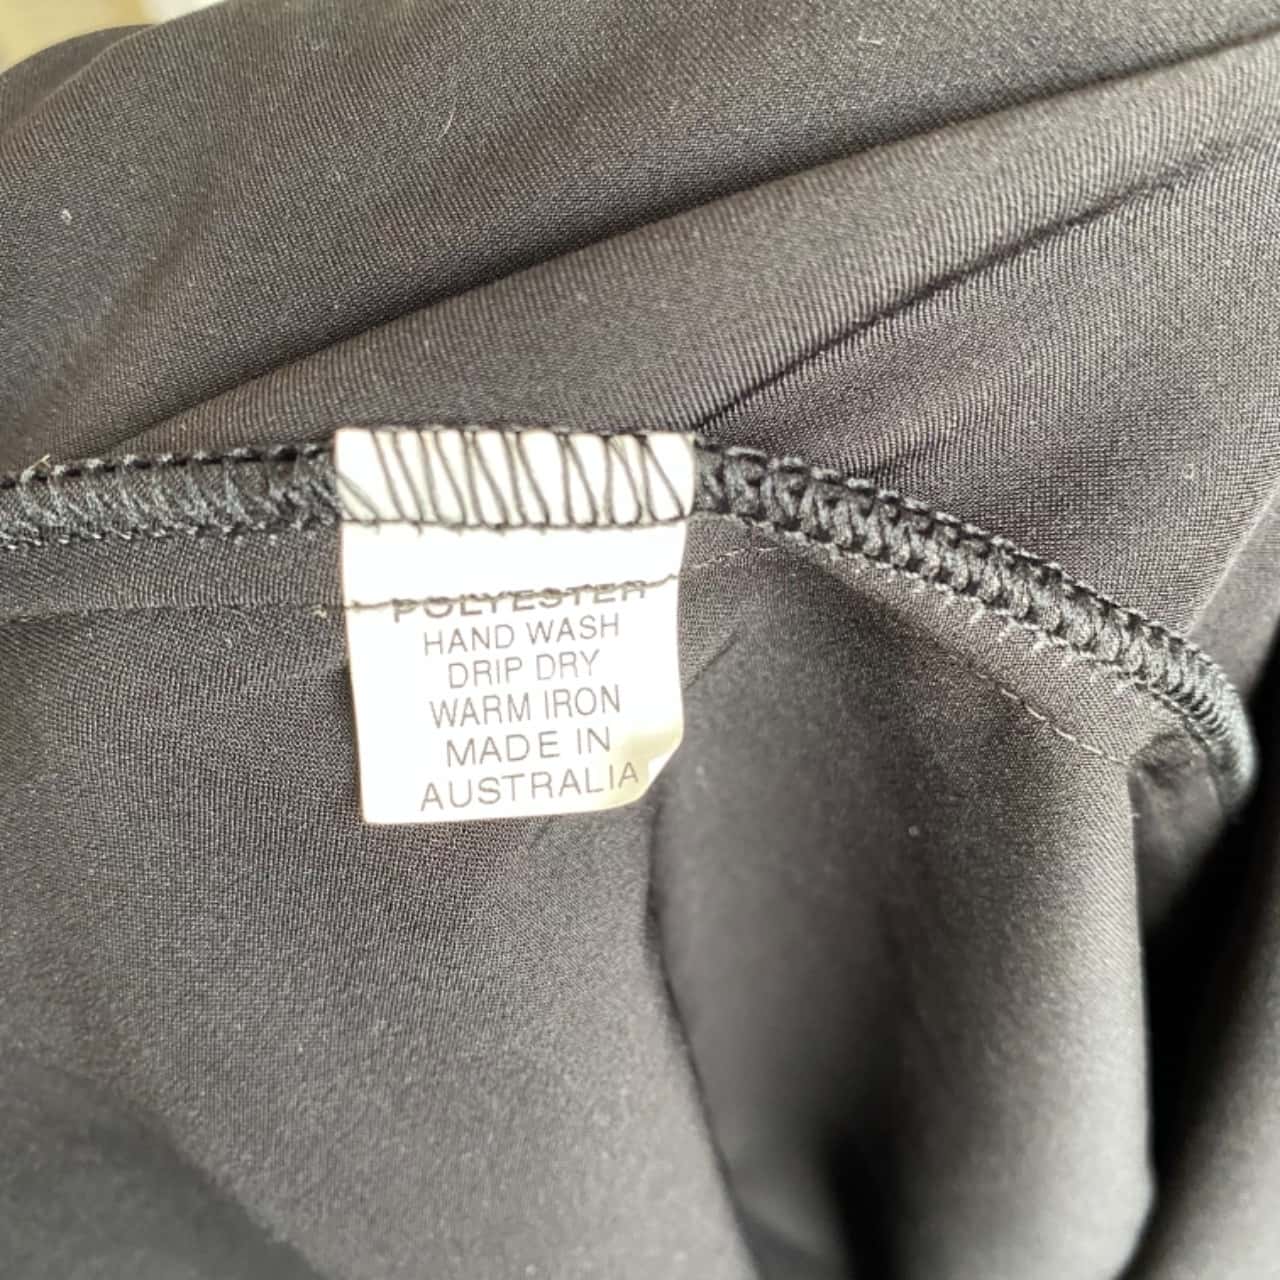 POLYESTER
HAND WASH
DRIP DRY
WARM IRON
MADE IN
AUSTRALIA